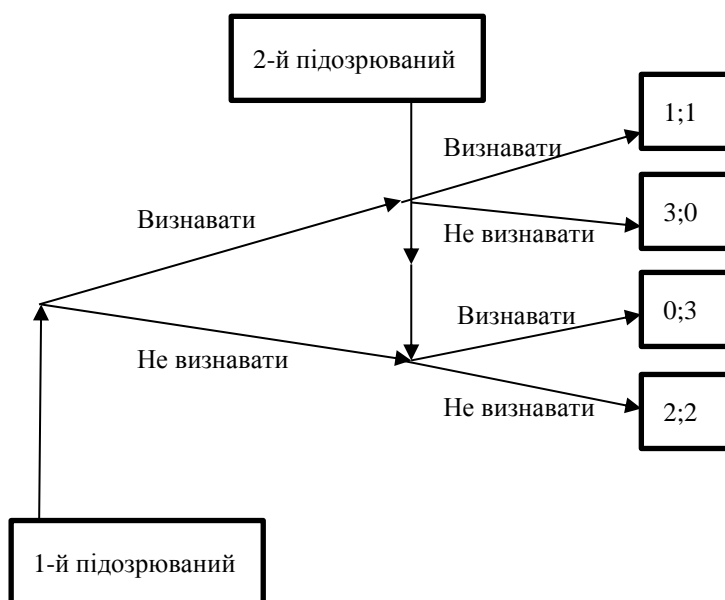 2-й підозрюваний
1;1
Визнавати
Визнавати
3;0
Не визнавати
0;3
Визнавати
Не визнавати
Не визнавати
2;2
1-й підозрюваний